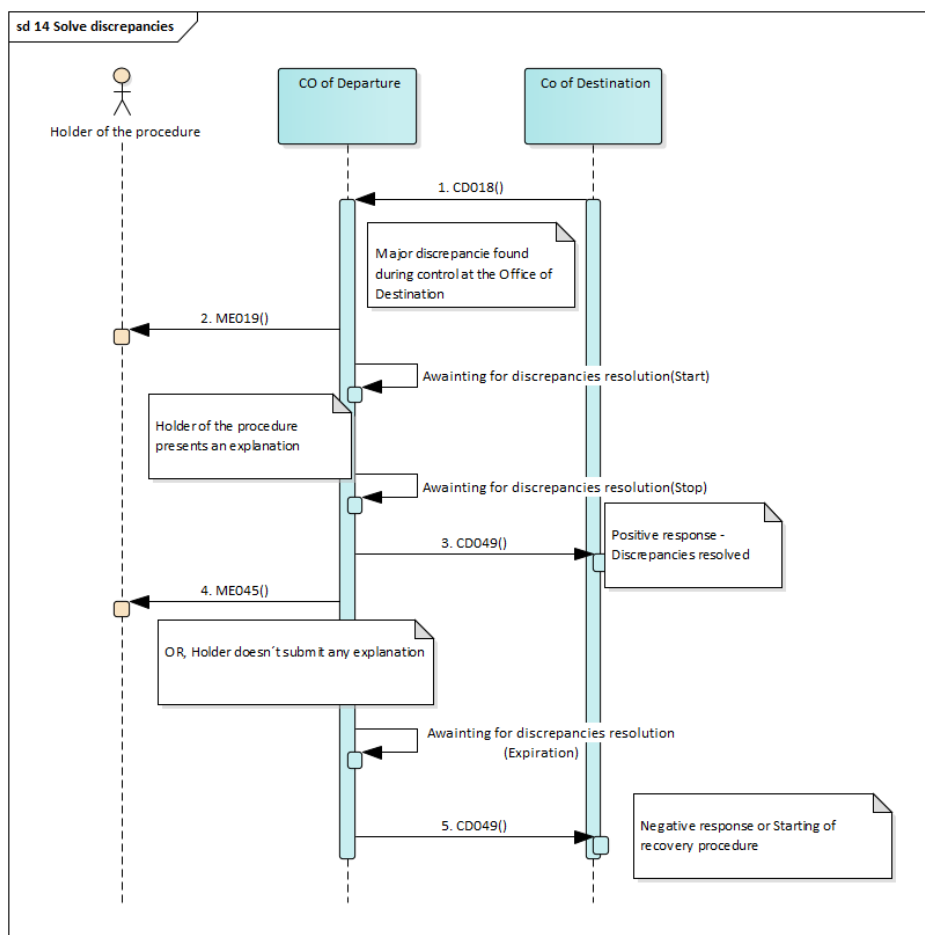 sd 14 Solve discrepancies
CO of Departure
Co of Destination
Holder of the procedure
1. CD018()
Major discrepancie found
during control at the Office of
Destination
2. ME019()
Awainting for discrepancies resolution(Start)
Holder of the procedure
presents an explanation
Awainting for discrepancies resolution(Stop)
Positive response -
Discrepancies resolved
3. CD049()
4. ME045()
OR, Holder doesn´t submit any explanation
Awainting for discrepancies resolution
(Expiration)
5. CD049()
Negative response or Starting of
recovery procedure